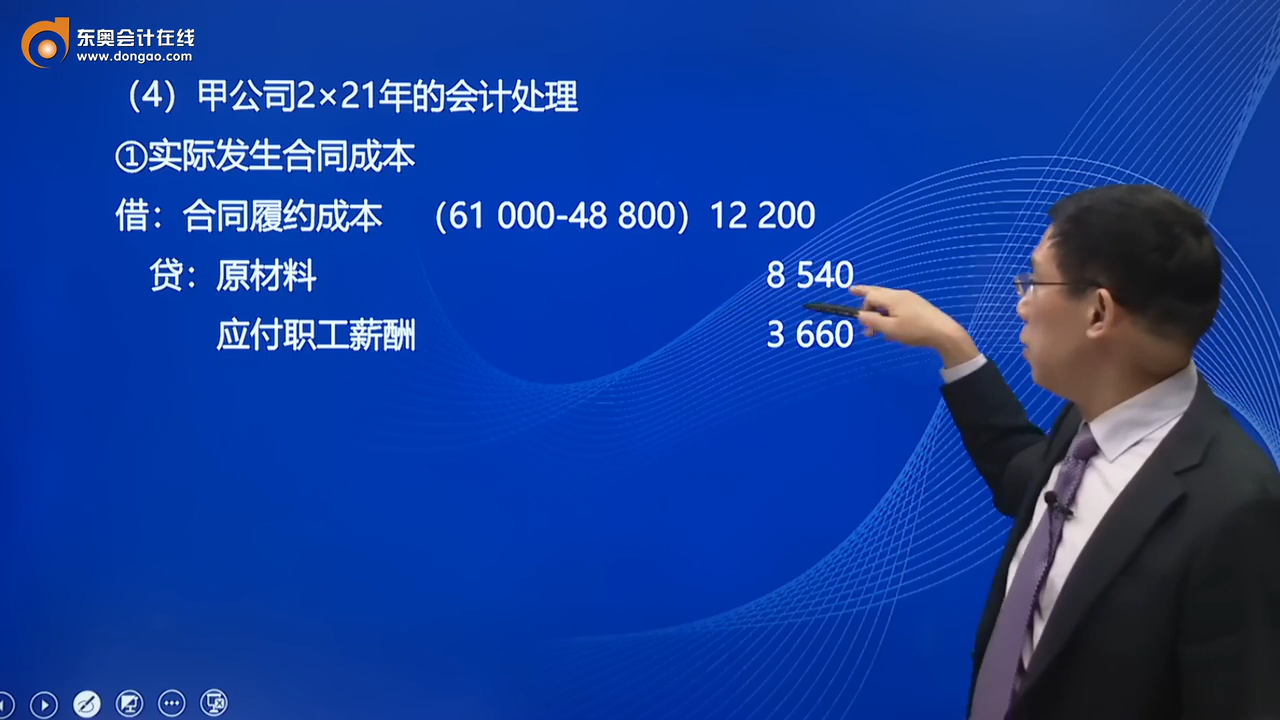 东奥会计在线
www.dongao.com
（4）甲公司2×21年的会计处理
①实际发生合同成本
借：合同履约成本 （61 000-48 800）12 200
贷：原材料 8 540
应付职工薪酬 3 660